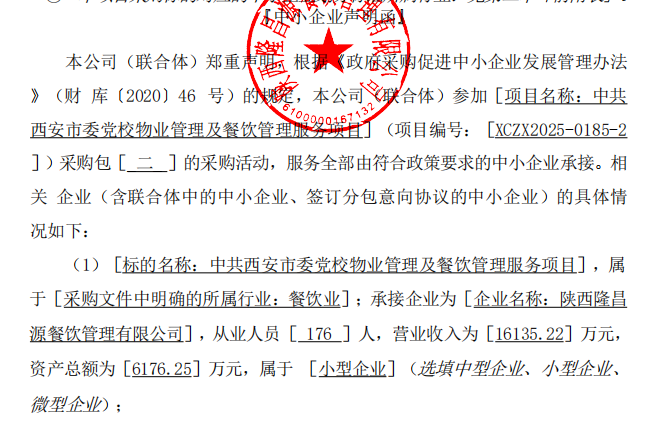 『中小企业声明函』
本公司（联合体）郑重声明，根据《政府采购促进中小企业发展管理办法
》（财 库〔2020〕46 号）的规定，本公司（联合体）参加［项目名称：中共
西安市委党校物业管理及餐饮管理服务项目］（项目编号：［XCZX2025-0185-2
］）采购包［ 二 ］的采购活动，服务全部由符合政策要求的中小企业承接。相
关 企业（含联合体中的中小企业、签订分包意向协议的中小企业）的具体情
况如下：
（1）［标的名称：中共西安市委党校物业管理及餐饮管理服务项目］，属
于［采购文件中明确的所属行业：餐饮业］；承接企业为［企业名称：陕西隆昌
源餐饮管理有限公司］，从业人员［ 176 ］人，营业收入为［16135.22］万元，
资产总额为［6176.25］万元，属于 ［小型企业］（选填中型企业、小型企业、
微型企业）；
6100000167132